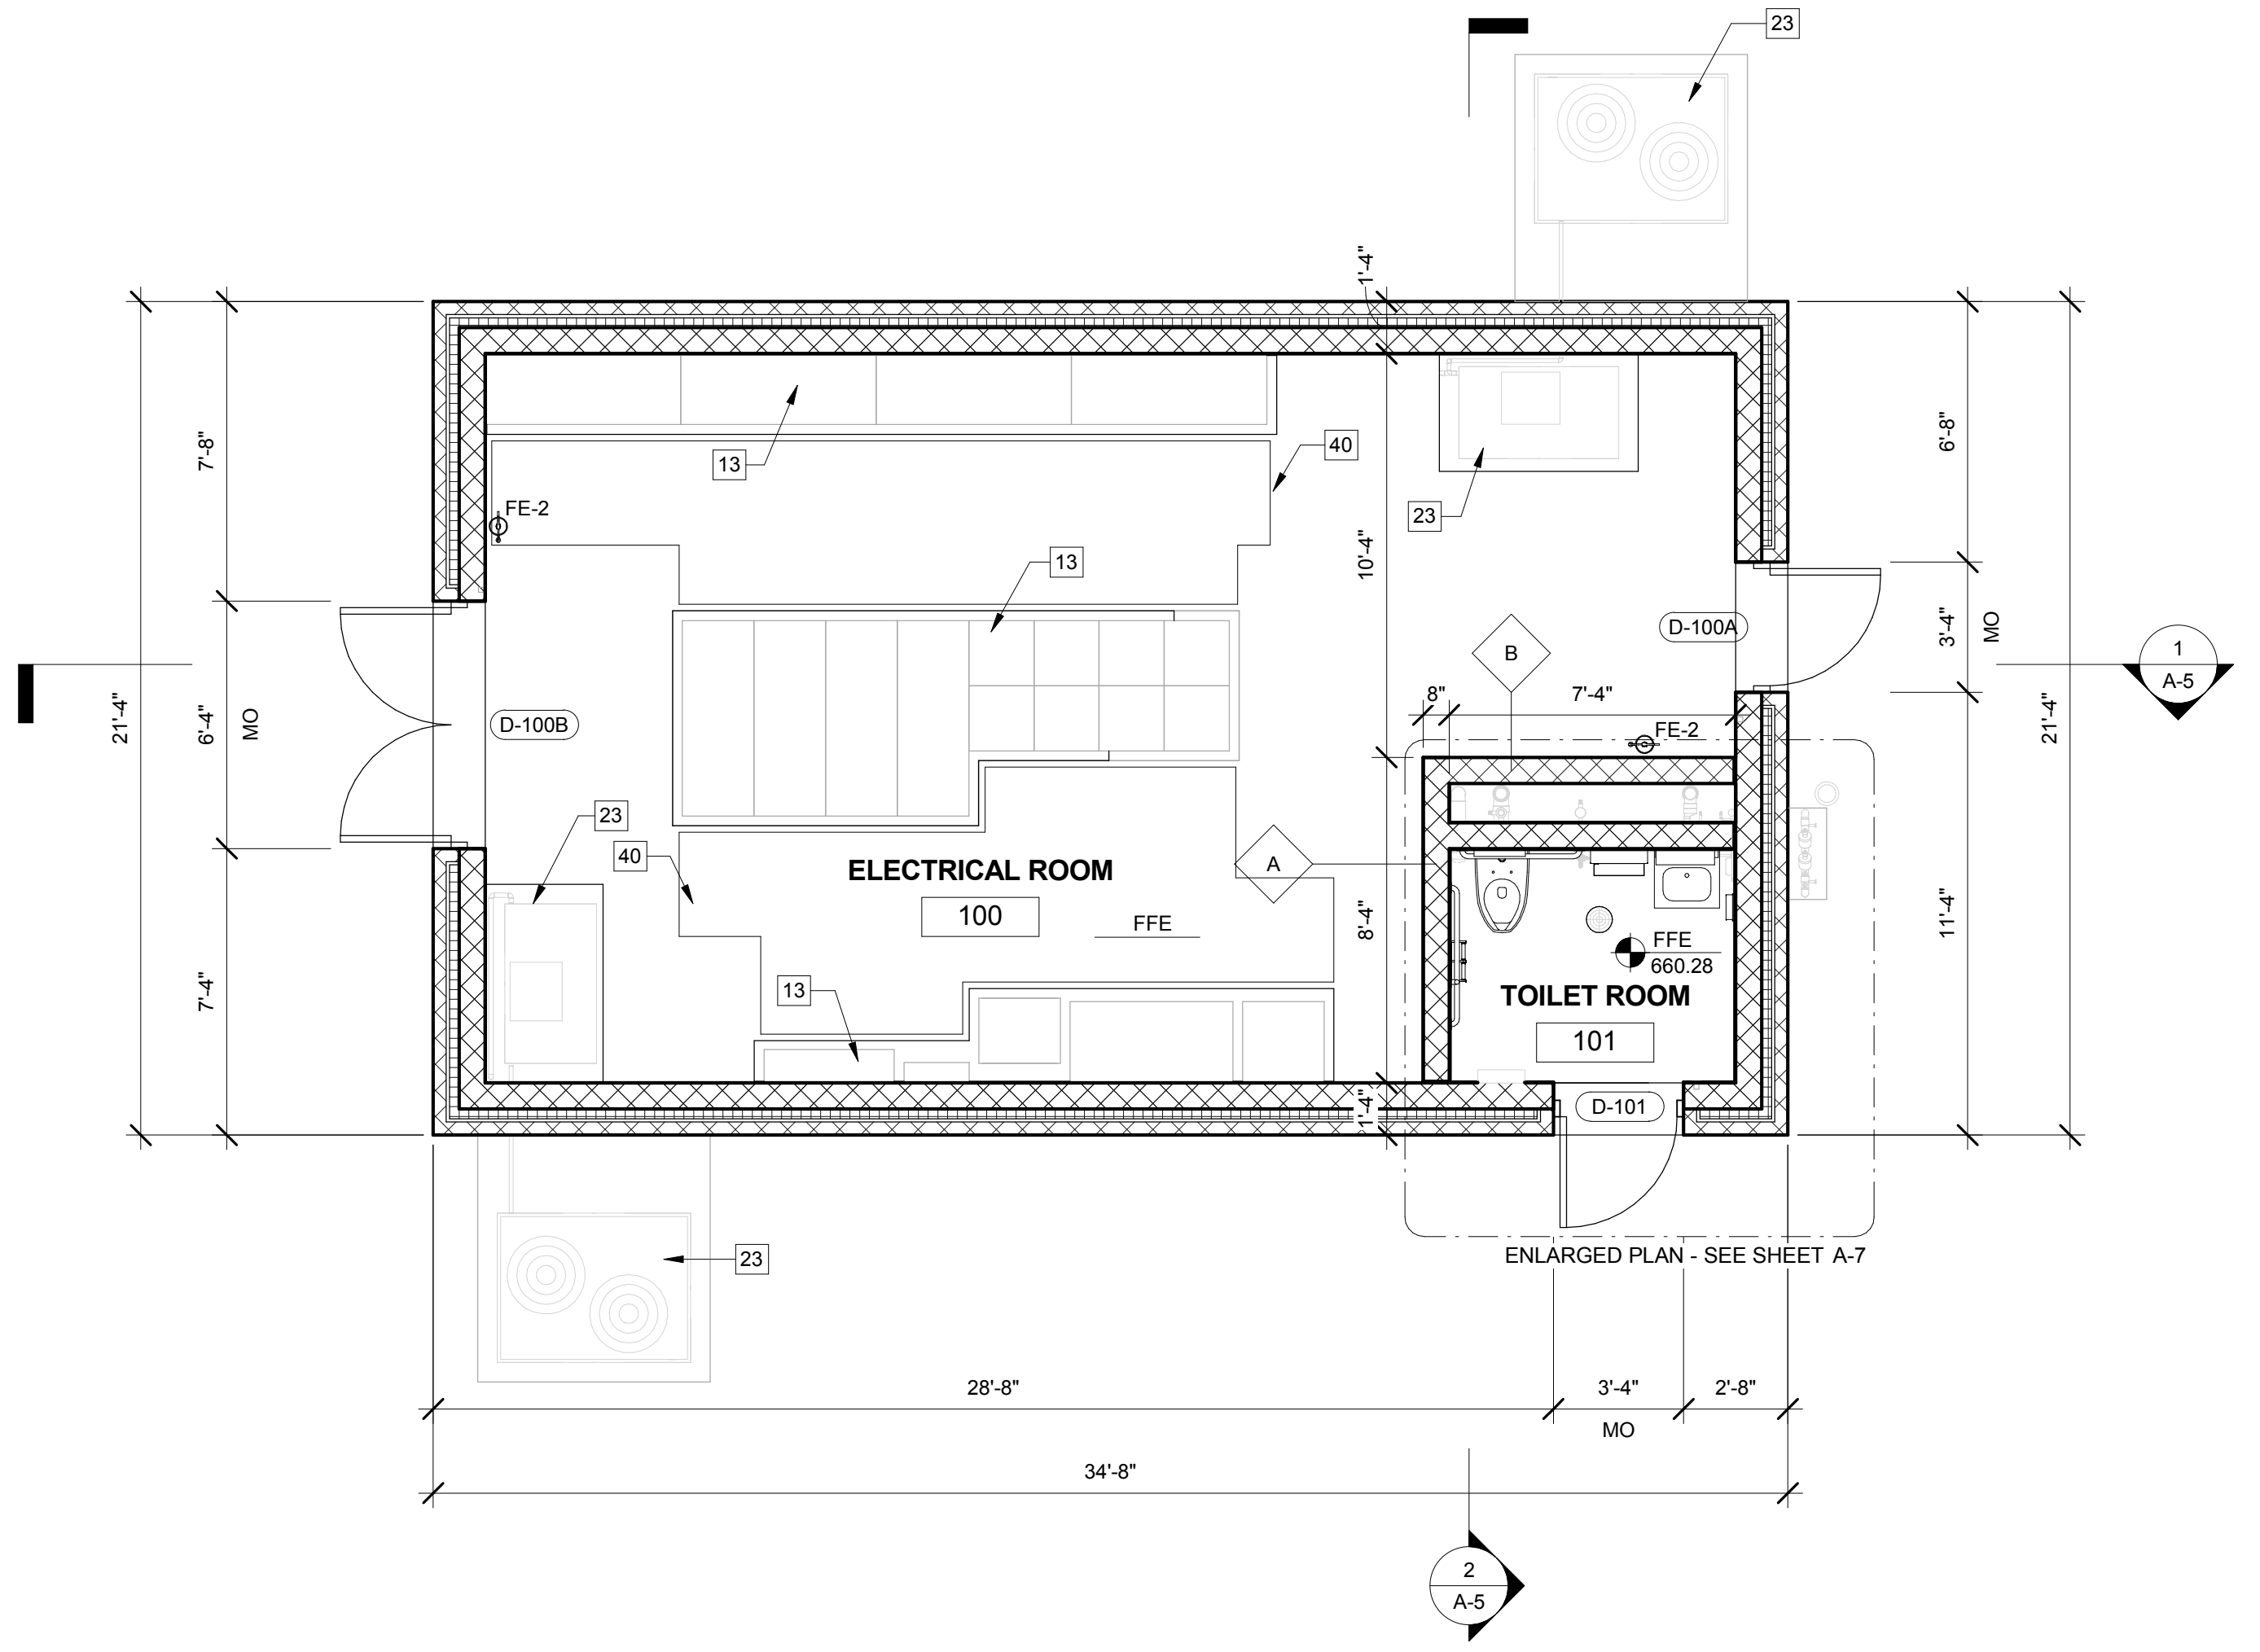 23
1'-4"
7'-8"
6'-8"
13
40
FE-2
23
10'-4"
13
D-100A
3'-4"
MO
1
A-5
B
21'-4"
6'-4"
MO
D-100B
8"
7'-4"
21'-4"
FE-2
23
40
A
ELECTRICAL ROOM
100
FFE
8'-4"
11'-4"
FFE
660.28
7'-4"
13
TOILET ROOM
101
1'-4"
D-101
23
ENLARGED PLAN - SEE SHEET A-7
28'-8"
3'-4"
2'-8"
MO
34'-8"
2
A-5